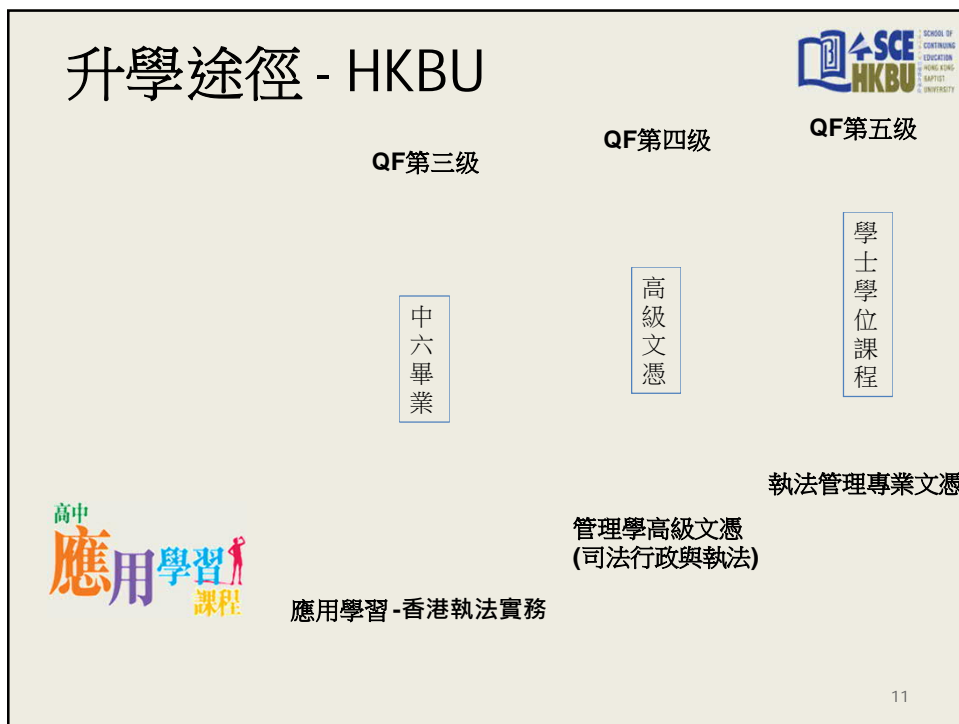 升學途徑 - HKBU
SCE
HKBU
SCHOOL OF
CONTINUING
EDUCATION
HONG KONG
BAPTIST
UNIVERSITY
QF第三级
QF第四级
QF第五级
中六畢業
高級文憑
學士學位課程
執法管理專業文憑
管理學高級文憑
(司法行政與執法)
高中
應用學習
課程
應用學習 -香港執法實務
11